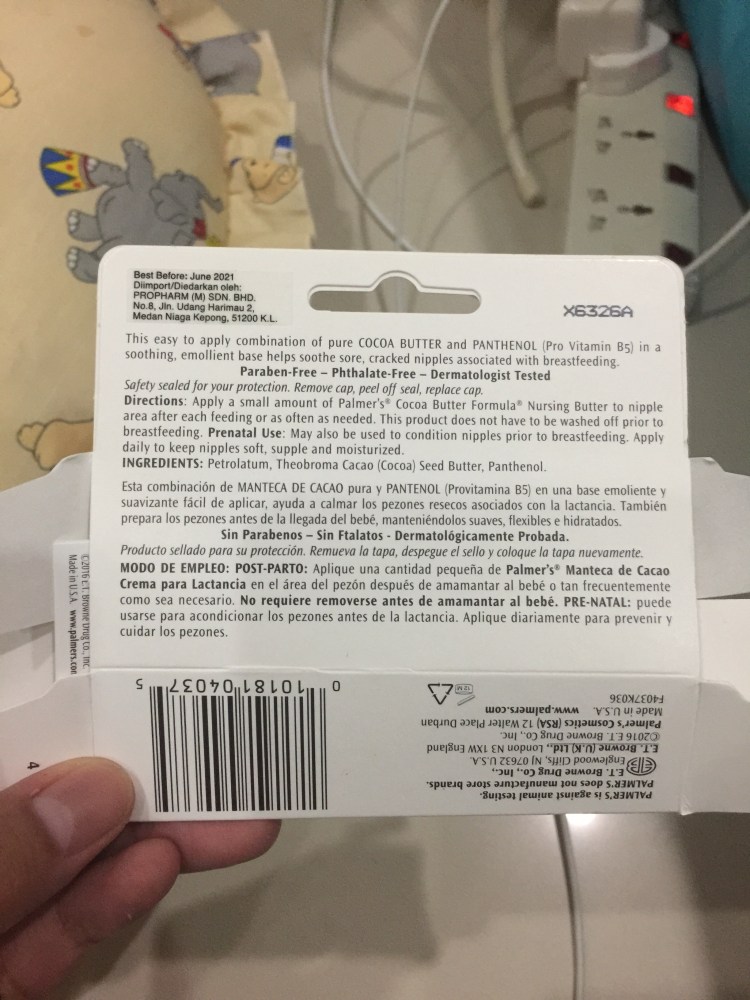 Best Before: June 2021
Diimport/Diedarkan oleh:
PROPHARM (M) SDN. BHD.
No.8, Jln. Udang Harimau 2,
Medan Niaga Kepong, 51200 K.L.
X6326A
This easy to apply combination of pure COCOA BUTTER and PANTHENOL (Pro Vitamin B5) in a
soothing, emollient base helps soothe sore, cracked nipples associated with breastfeeding.
Paraben-Free – Phthalate-Free – Dermatologist Tested
Safety sealed for your protection. Remove cap, peel off seal, replace cap.
Directions: Apply a small amount of Palmer's® Cocoa Butter Formula® Nursing Butter to nipple
area after each feeding or as often as needed. This product does not have to be washed off prior to
breastfeeding. Prenatal Use: May also be used to condition nipples prior to breastfeeding. Apply
daily to keep nipples soft, supple and moisturized.
INGREDIENTS: Petrolatum, Theobroma Cacao (Cocoa) Seed Butter, Panthenol.
Esta combinación de MANTECA DE CACAO pura y PANTENOL (Provitamina B5) en una base emoliente y
suavizante fácil de aplicar, ayuda a calmar los pezones resecos asociados con la lactancia. También
prepara los pezones antes de la llegada del bebé, manteniéndolos suaves, flexibles e hidratados.
Sin Parabenos - Sin Ftalatos - Dermatológicamente Probada.
Producto sellado para su protección. Remueva la tapa, despegue el sello y coloque la tapa nuevamente.
MODO DE EMPLEO: POST-PARTO: Aplique una cantidad pequeña de Palmer's® Manteca de Cacao
Crema para Lactancia en el área del pezón después de amamantar al bebé o tan frecuentemente
como sea necesario. No requiere removerse antes de amamantar al bebé. PRE-NATAL: puede
usarse para acondicionar los pezones antes de la lactancia. Aplique diariamente para prevenir y
cuidar los pezones.
©2016 E.T. Browne Drug Co., Inc.
Made in U.S.A. www.palmers.com
PALMER'S is against animal testing.
PALMER'S does not manufacture store brands.
E.T. Browne Drug Co., Inc.,
Englewood Cliffs, NJ 07632 U.S.A.
E.T. Browne (U.K) Ltd., London N3 1XW England
©2016 E.T. Browne Drug Co., Inc.
Palmer's Cosmetics (RSA) 12 Walter Place Durban
Made in U.S.A. www.palmers.com
F4037K036
12 M
0 10181 04037 5
4